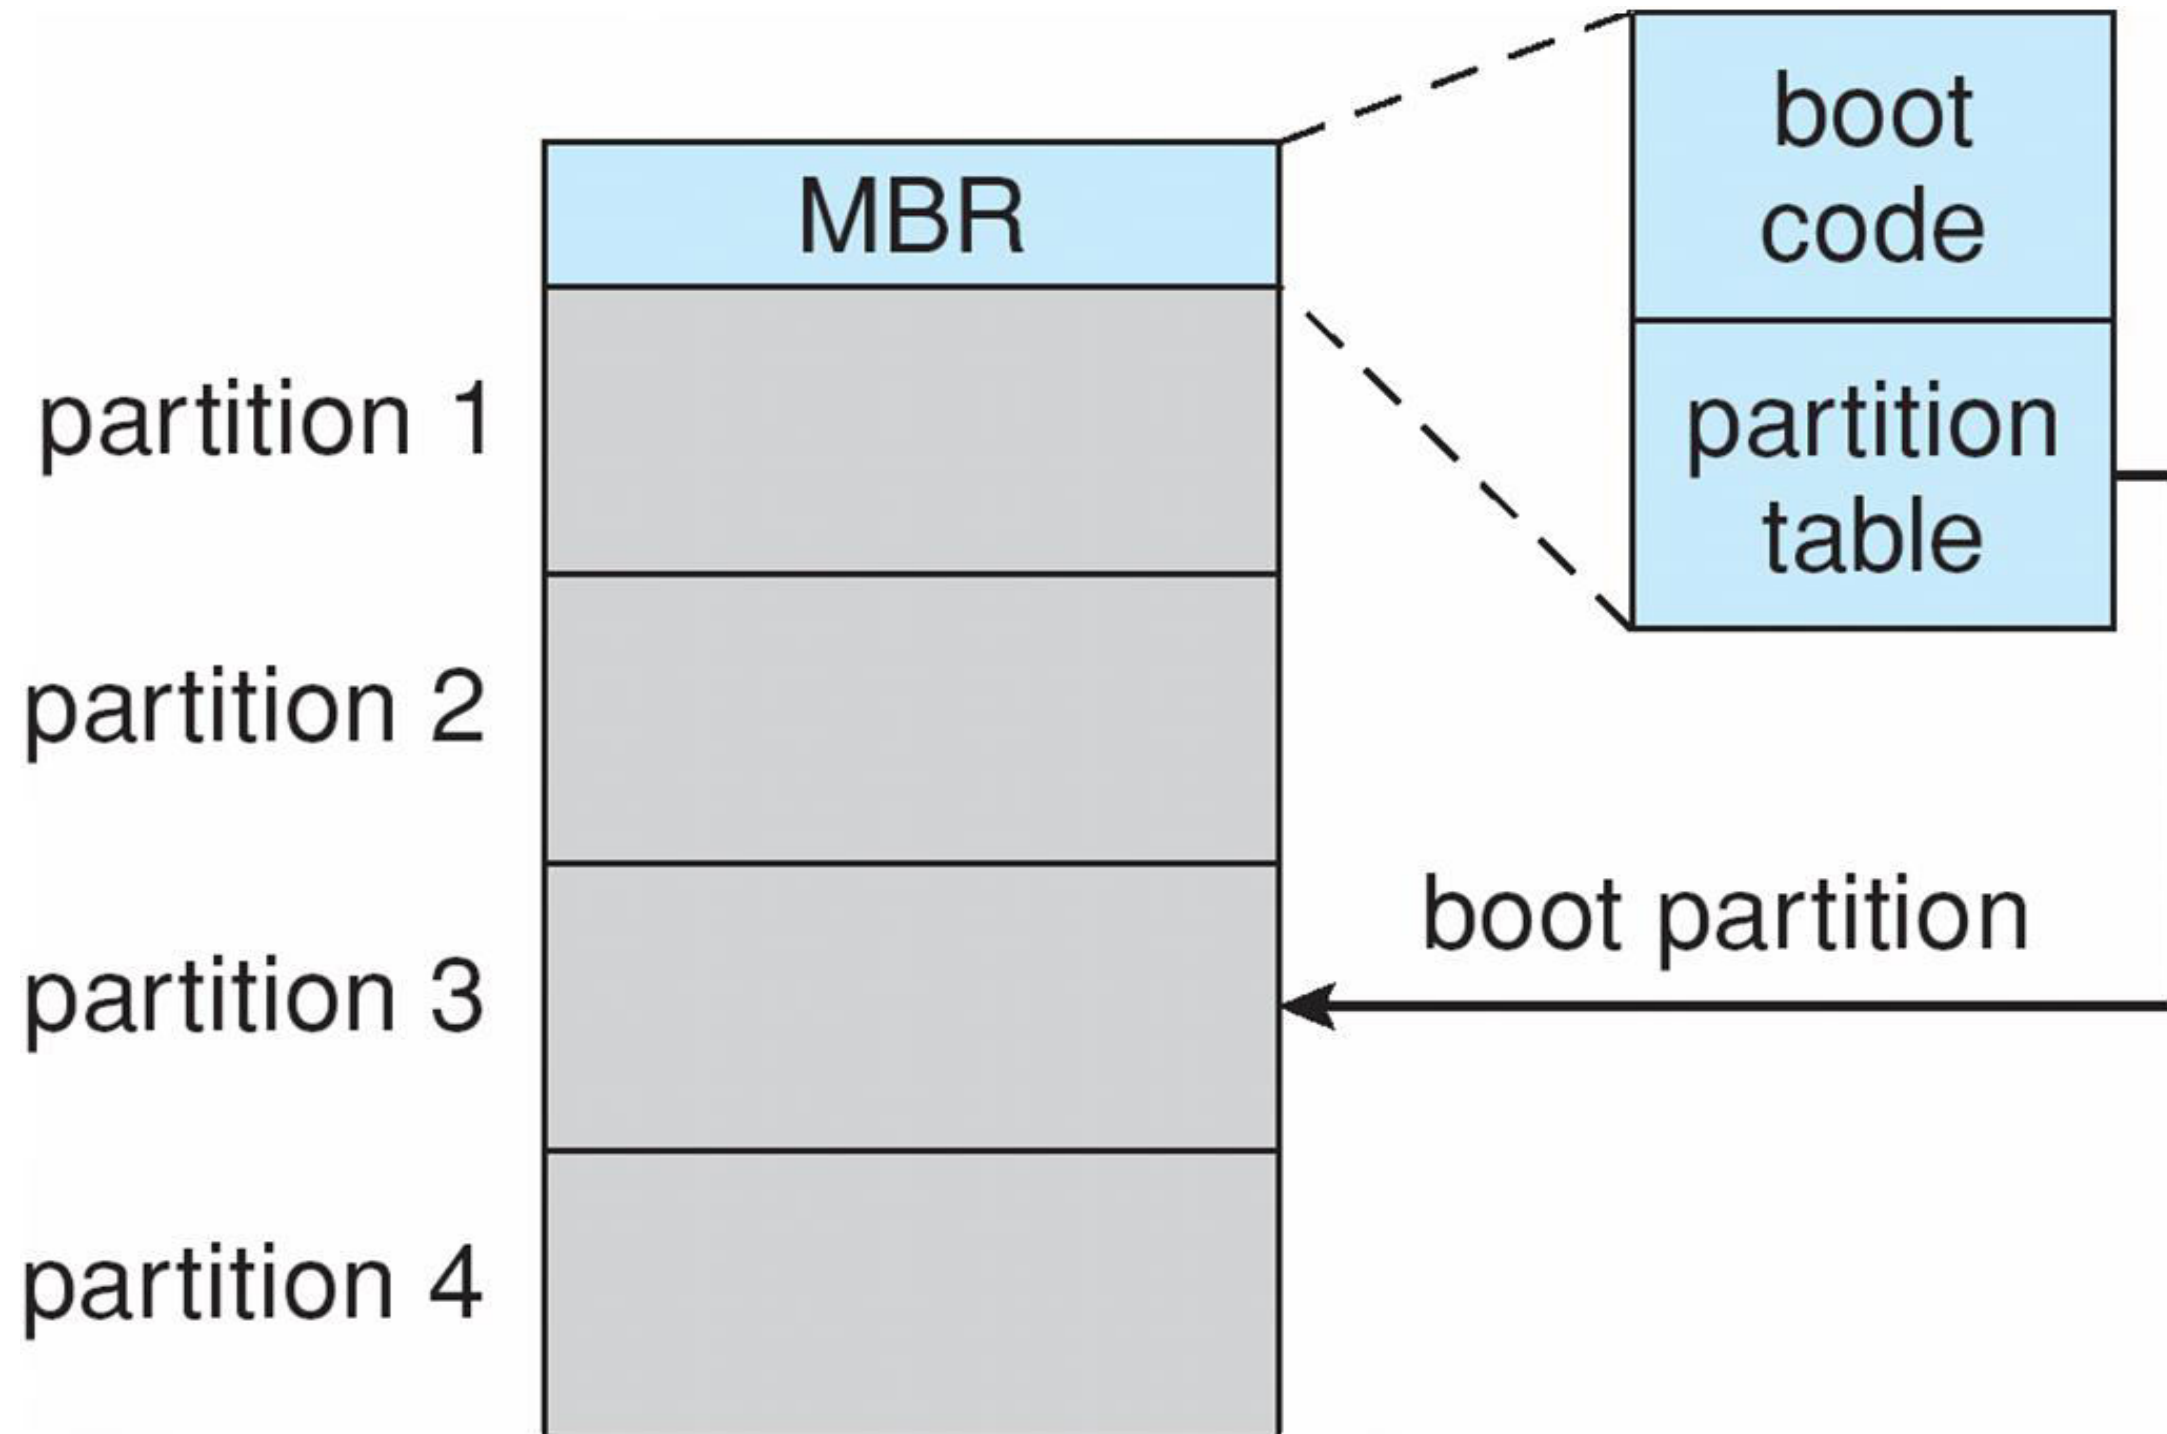 MBR
partition 1
partition 2
partition 3
partition 4
boot
code
partition
table
boot partition